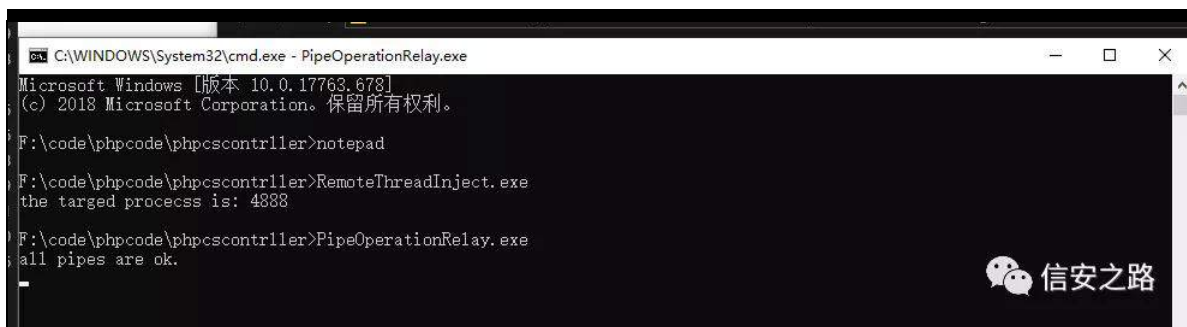 C:\WINDOWS\System32\cmd.exe - PipeOperationRelay.exe
Microsoft Windows [版本 10.0.17763.678]
(c) 2018 Microsoft Corporation。保留所有权利。
F:\code\phpcode\phpcscontrller>notepad
F:\code\phpcode\phpcscontrller>RemoteThreadInject.exe
the targed procecss is: 4888
F:\code\phpcode\phpcscontrller>PipeOperationRelay.exe
all pipes are ok.
信安之路